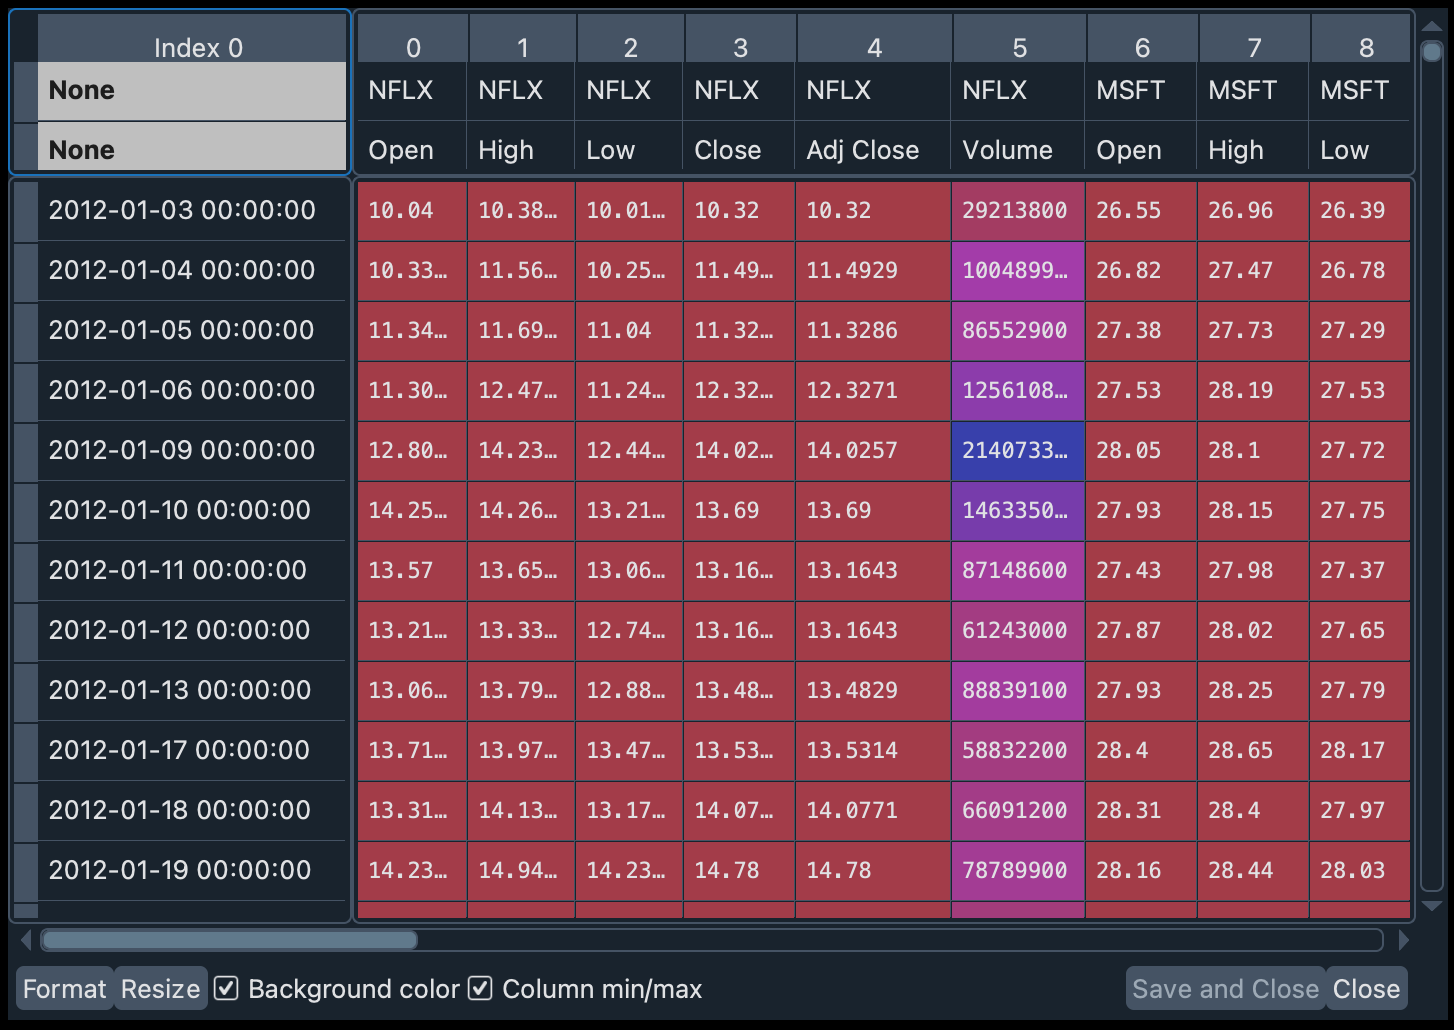 Index 0 0 1 2 3 4 5 6 7 8
None NFLX NFLX NFLX NFLX NFLX NFLX MSFT MSFT MSFT
None Open High Low Close Adj Close Volume Open High Low
2012-01-03 00:00:00 10.04 10.38… 10.01… 10.32 10.32 29213800 26.55 26.96 26.39
2012-01-04 00:00:00 10.33… 11.56… 10.25… 11.49… 11.4929 1004899… 26.82 27.47 26.78
2012-01-05 00:00:00 11.34… 11.69… 11.04 11.32… 11.3286 86552900 27.38 27.73 27.29
2012-01-06 00:00:00 11.30… 12.47… 11.24… 12.32… 12.3271 1256108… 27.53 28.19 27.53
2012-01-09 00:00:00 12.80… 14.23… 12.44… 14.02… 14.0257 2140733… 28.05 28.1 27.72
2012-01-10 00:00:00 14.25… 14.26… 13.21… 13.69 13.69 1463350… 27.93 28.15 27.75
2012-01-11 00:00:00 13.57 13.65… 13.06… 13.16… 13.1643 87148600 27.43 27.98 27.37
2012-01-12 00:00:00 13.21… 13.33… 12.74… 13.16… 13.1643 61243000 27.87 28.02 27.65
2012-01-13 00:00:00 13.06… 13.79… 12.88… 13.48… 13.4829 88839100 27.93 28.25 27.79
2012-01-17 00:00:00 13.71… 13.97… 13.47… 13.53… 13.5314 58832200 28.4 28.65 28.17
2012-01-18 00:00:00 13.31… 14.13… 13.17… 14.07… 14.0771 66091200 28.31 28.4 27.97
2012-01-19 00:00:00 14.23… 14.94… 14.23… 14.78 14.78 78789900 28.16 28.44 28.03
Format Resize Background color Column min/max Save and Close Close